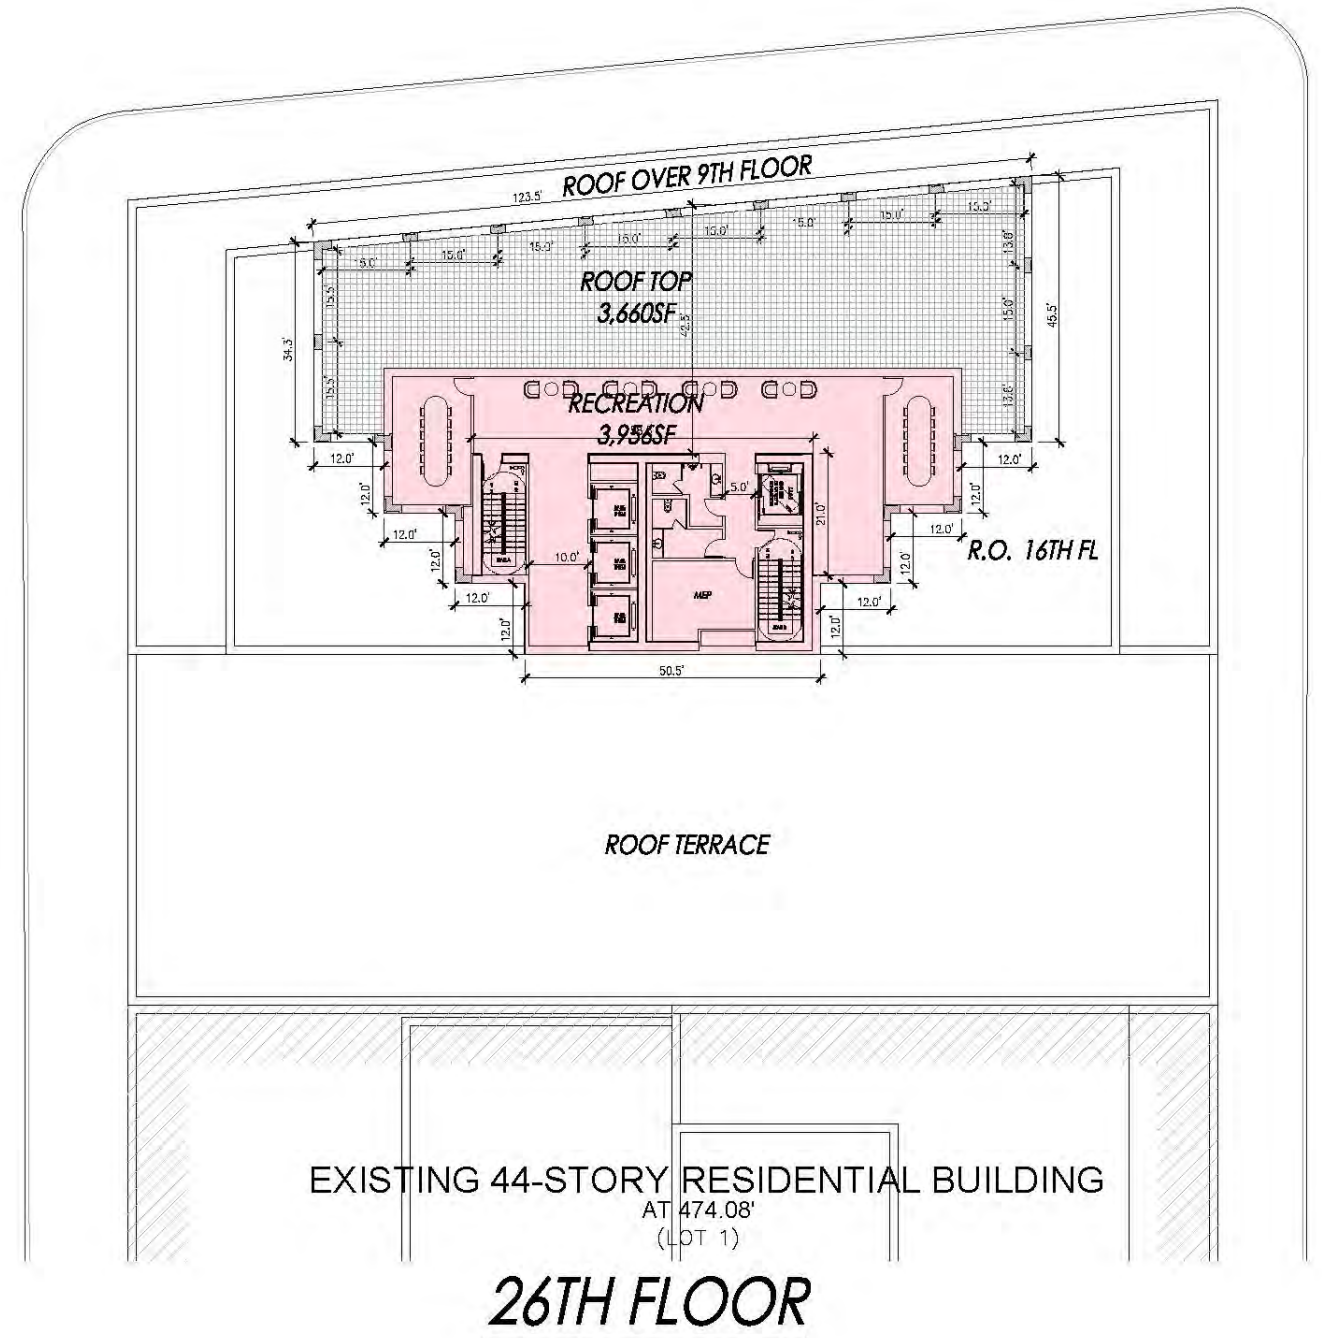 ROOF OVER 9TH FLOOR
123.5'
15.0'
15.0'
15.0'
15.0'
15.0'
15.0'
15.0'
15.0'
13.6'
ROOF TOP
3,660SF
42.5'
15.5'
15.0'
45.5'
34.3'
15.5'
13.6'
RECREATION
3,956SF
12.0'
12.0'
12.0'
12.0'
5.0'
21.0'
12.0'
12.0'
R.O. 16TH FL
12.0'
10.0'
12.0'
12.0'
12.0'
MEP
12.0'
12.0'
50.5'
ROOF TERRACE
EXISTING 44-STORY RESIDENTIAL BUILDING
AT 474.08'
(LOT 1)
26TH FLOOR